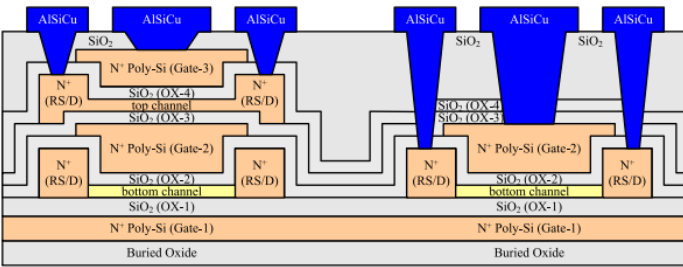 AlSiCu AlSiCu AlSiCu AlSiCu AlSiCu AlSiCu
SiO₂ SiO₂ SiO₂
N⁺ Poly-Si (Gate-3)
N⁺ N⁺
(RS/D) (RS/D)
SiO₂ (OX-4)
top channel
SiO₂ (OX-3)
SiO₂ (OX-4)
SiO₂ (OX-3)
N⁺ Poly-Si (Gate-2) N⁺ Poly-Si (Gate-2)
N⁺ N⁺ N⁺ N⁺
(RS/D) (RS/D) (RS/D) (RS/D)
SiO₂ (OX-2) SiO₂ (OX-2)
bottom channel bottom channel
SiO₂ (OX-1) SiO₂ (OX-1)
N⁺ Poly-Si (Gate-1) N⁺ Poly-Si (Gate-1)
Buried Oxide Buried Oxide